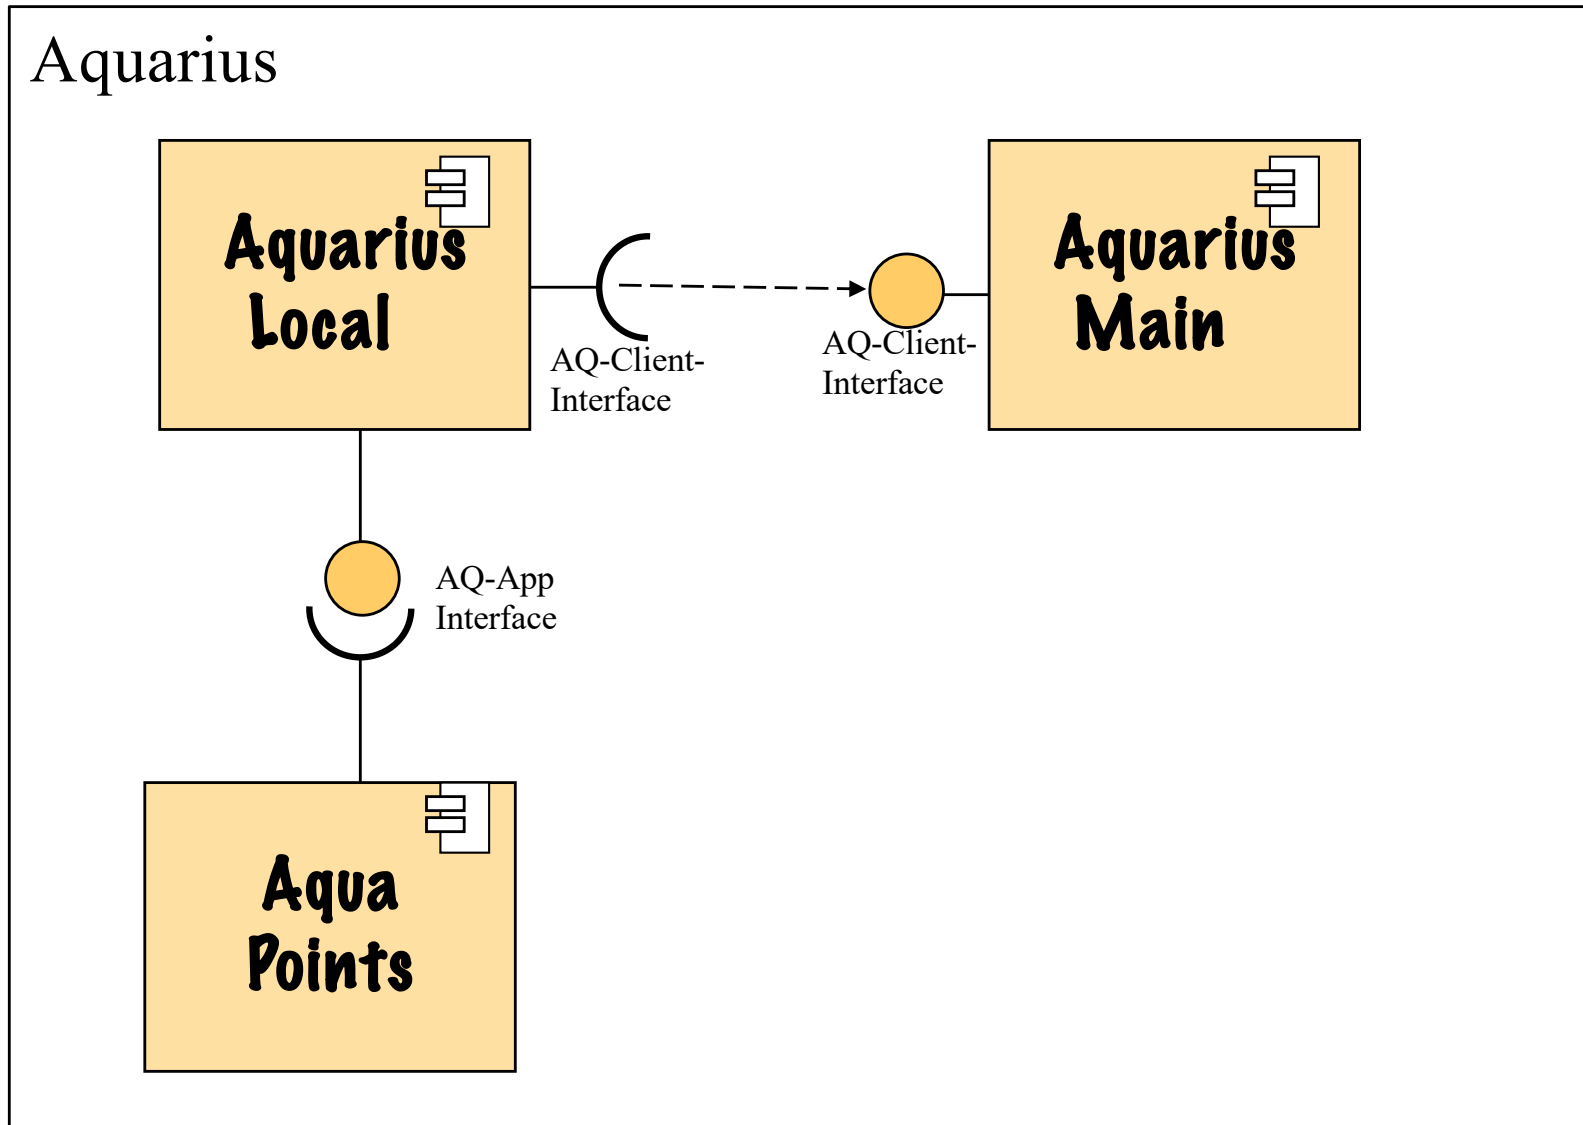 Aquarius
Aquarius
Local
Aquarius
Main
AQ-Client-
Interface
AQ-Client-
Interface
AQ-App
Interface
Aqua
Points